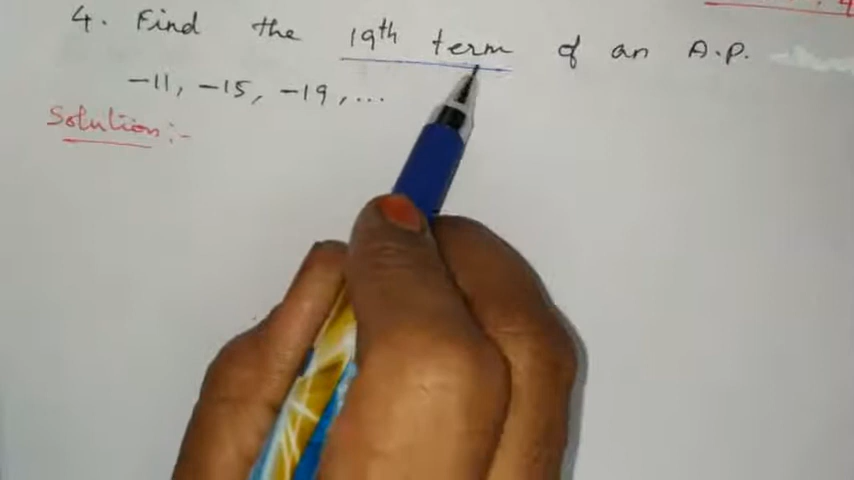 4. Find the 19th term of an A.P.
-11, -15, -19, ...
Solution:-